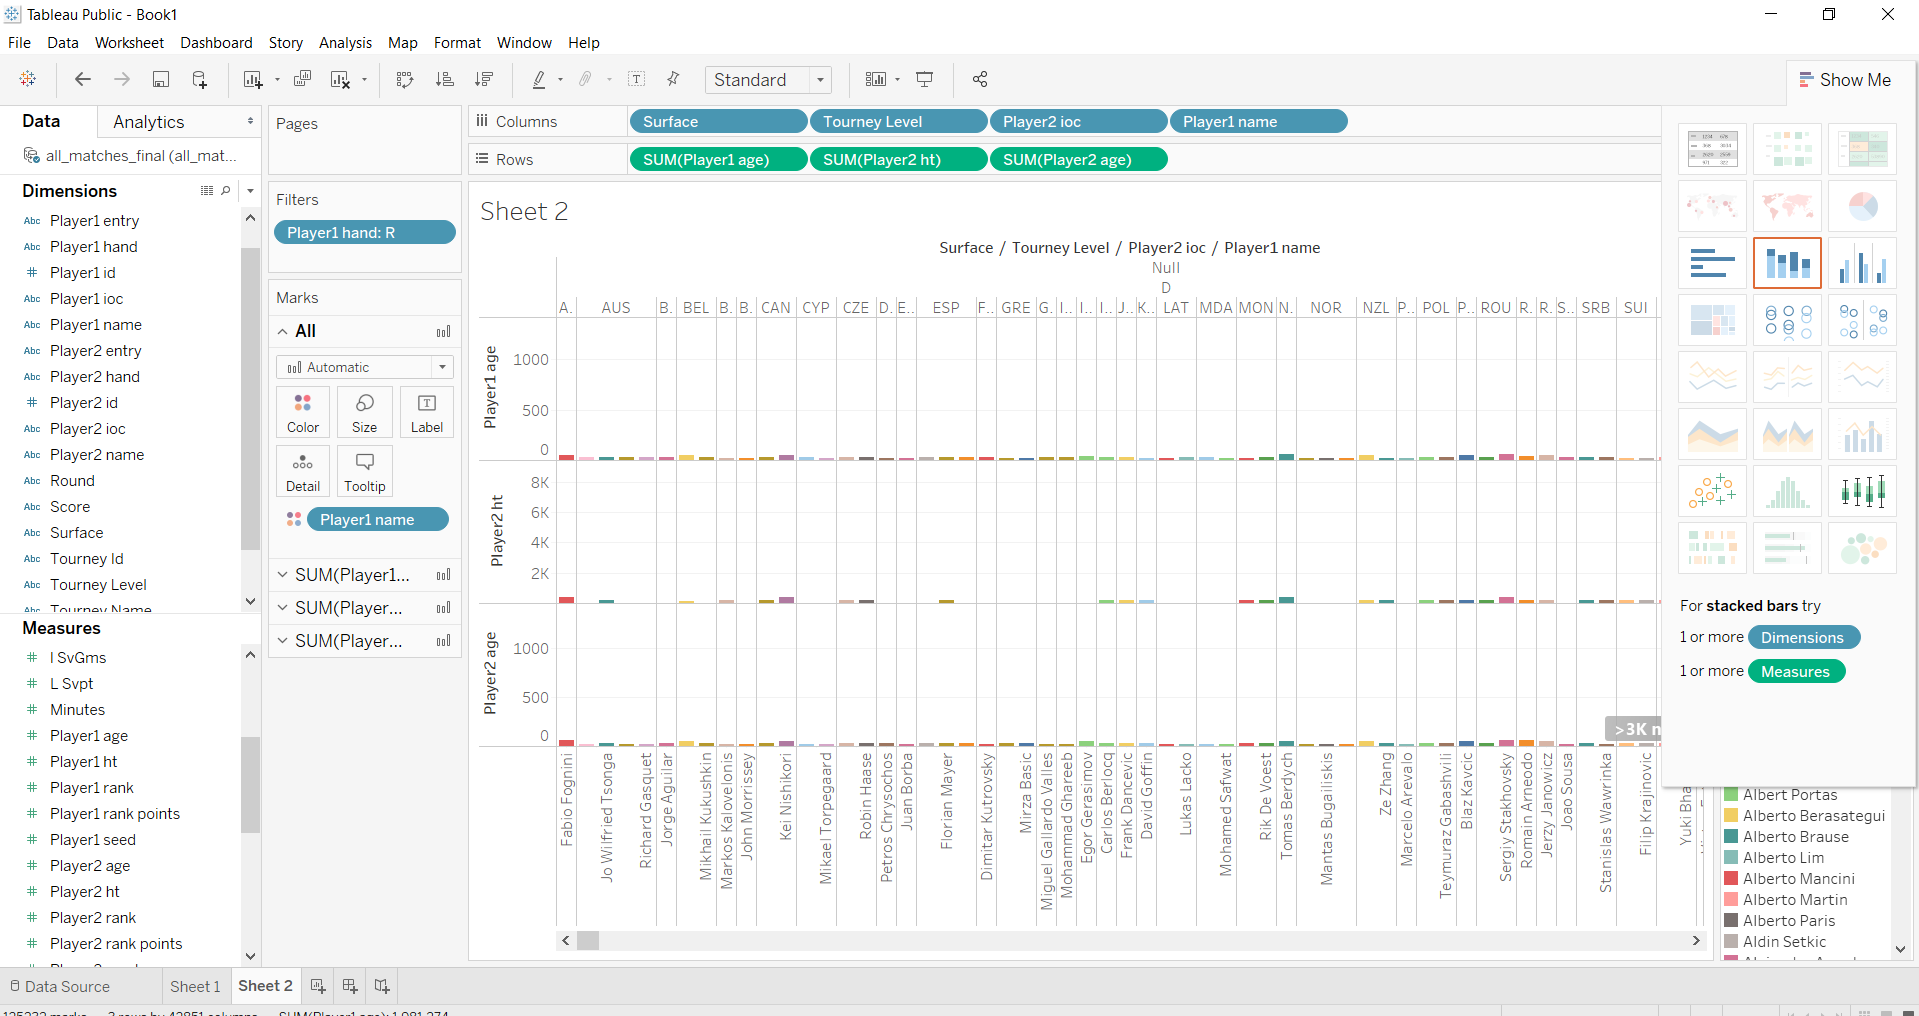 Tableau Public - Book1
File Data Worksheet Dashboard Story Analysis Map Format Window Help
Standard
Show Me
Data
Analytics
all_matches_final (all_mat...
Dimensions
Player1 entry
Player1 hand
Player1 id
Player1 ioc
Player1 name
Player2 entry
Player2 hand
Player2 id
Player2 ioc
Player2 name
Round
Score
Surface
Tourney Id
Tourney Level
Tourney Name
Measures
l SvGms
L Svpt
Minutes
Player1 age
Player1 ht
Player1 rank
Player1 rank points
Player1 seed
Player2 age
Player2 ht
Player2 rank
Player2 rank points
Pages
Filters
Player1 hand: R
Marks
All
Automatic
Color Size Label
Detail Tooltip
Player1 name
SUM(Player1...
SUM(Player...
SUM(Player...
Columns Surface Tourney Level Player2 ioc Player1 name
Rows SUM(Player1 age) SUM(Player2 ht) SUM(Player2 age)
Sheet 2
Surface / Tourney Level / Player2 ioc / Player1 name
Null
D
A. AUS B. BEL B. B. CAN CYP CZE D. E.. ESP F.. GRE G. I.. I.. I.. J.. K.. LAT MDA MON N. NOR NZL P.. POL P.. ROU R. R. S.. SRB SUI
Player1 age
1000
500
0
Player2 ht
8K
6K
4K
2K
Player2 age
1000
500
0
>3K n
Fabio Fognini
Jo Wilfried Tsonga
Richard Gasquet
Jorge Aguilar
Mikhail Kukushkin
Markos Kalovelonis
John Morrissey
Kei Nishikori
Mikael Torpegaard
Robin Haase
Petros Chrysochos
Juan Borba
Florian Mayer
Dimitar Kutrovsky
Mirza Basic
Miguel Gallardo Valles
Mohammad Ghareeb
Egor Gerasimov
Carlos Berlocq
Frank Dancevic
David Goffin
Lukas Lacko
Mohamed Safwat
Rik De Voest
Tomas Berdych
Mantas Bugailiskis
Ze Zhang
Marcelo Arevalo
Teymuraz Gabashvili
Blaz Kavcic
Sergiy Stakhovsky
Romain Arneodo
Jerzy Janowicz
Joao Sousa
Stanislas Wawrinka
Filip Krajinovic
Yuki Bha
For stacked bars try
1 or more Dimensions
1 or more Measures
Albert Portas
Alberto Berasategui
Alberto Brause
Alberto Lim
Alberto Mancini
Alberto Martin
Alberto Paris
Aldin Setkic
Data Source Sheet 1 Sheet 2
125232 marks 3 rows by 42851 columns SUM(Player1 age): 1,081,274